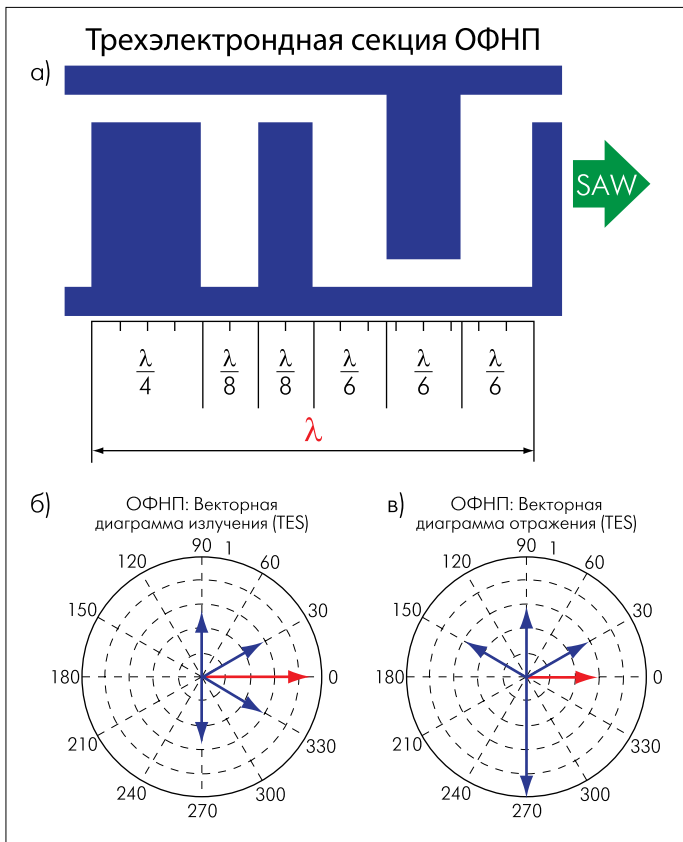 Трехэлектрондная секция ОФНП
а)
SAW
λ/4 λ/8 λ/8 λ/6 λ/6 λ/6
λ
б)
ОФНП: Векторная
диаграмма излучения (TES)
90 1
120 60
150 30
180 0
210 330
240 300
270
в)
ОФНП: Векторная
диаграмма отражения (TES)
90 1
120 60
150 30
180 0
210 330
240 300
270